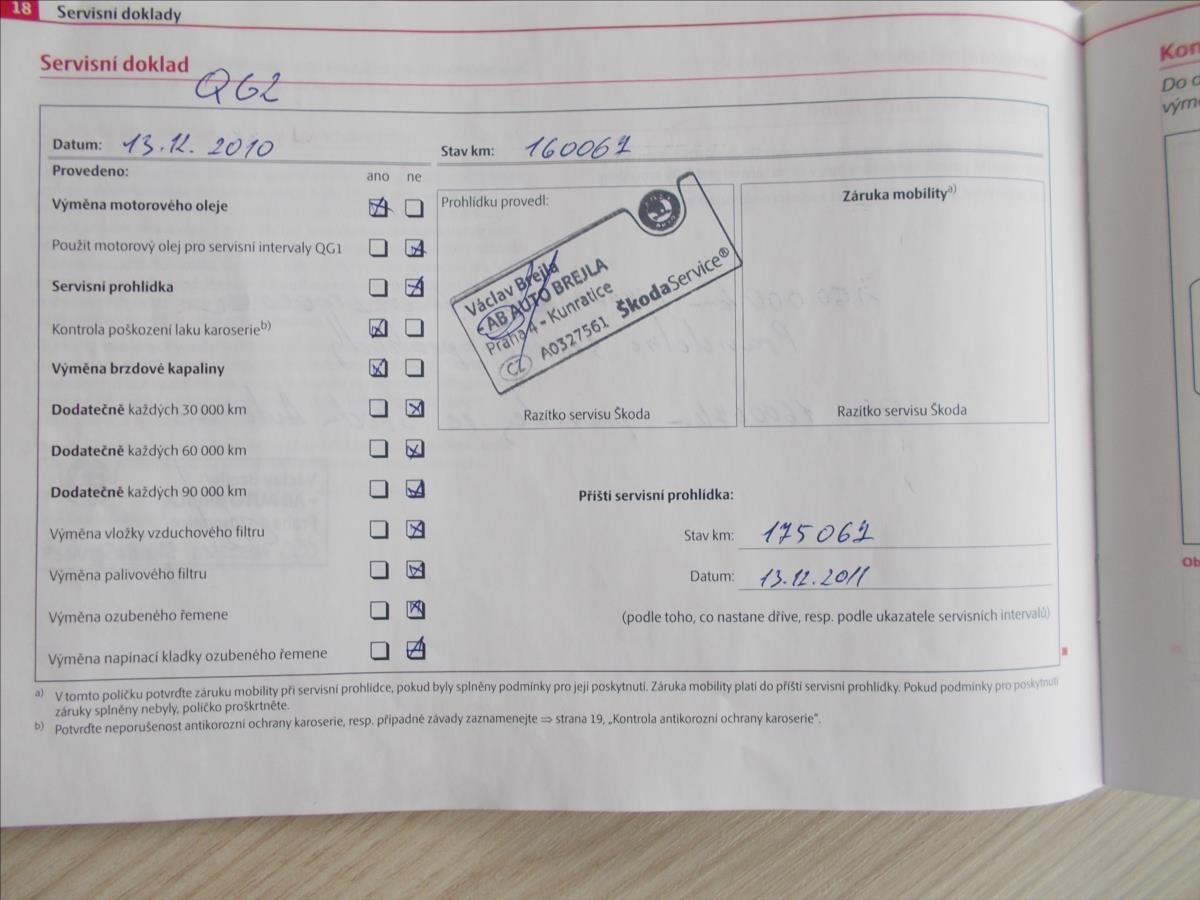 18 Servisní doklady
Servisní doklad
QG2
Datum: 13.12. 2010
Stav km: 160067
Provedeno:
ano ne
Výměna motorového oleje
Použit motorový olej pro servisní intervaly QG1
Servisní prohlídka
Kontrola poškození laku karoserie b)
Výměna brzdové kapaliny
Dodatečně každých 30 000 km
Dodatečně každých 60 000 km
Dodatečně každých 90 000 km
Výměna vložky vzduchového filtru
Výměna palivového filtru
Výměna ozubeného řemene
Výměna napínací kladky ozubeného řemene
Prohlídku provedl:
Václav Brejla
- AB AUTO BREJLA
Praha 4 - Kunratice
CZ A0327561 ŠkodaService®
Razítko servisu Škoda
Záruka mobility a)
Razítko servisu Škoda
Příští servisní prohlídka:
Stav km: 175067
Datum: 13.12.2011
(podle toho, co nastane dříve, resp. podle ukazatele servisních intervalů)
a) V tomto políčku potvrďte záruku mobility při servisní prohlídce, pokud byly splněny podmínky pro její poskytnutí. Záruka mobility platí do příští servisní prohlídky. Pokud podmínky pro poskytnutí
záruky splněny nebyly, políčko proškrtněte.
b) Potvrďte neporušenost antikorozní ochrany karoserie, resp. případné závady zaznamenejte ⇒ strana 19, „Kontrola antikorozní ochrany karoserie“.
Kon
Do d
vým
Ob